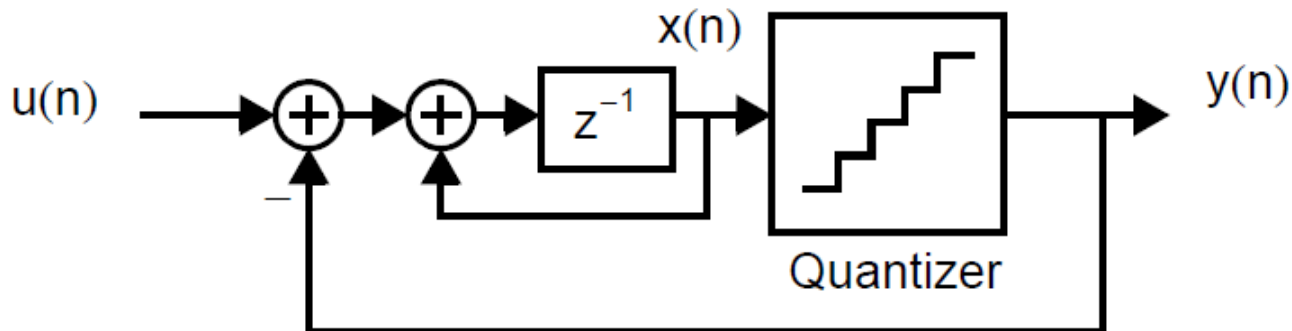 x(n)
u(n)
+
+
z⁻¹
y(n)
−
Quantizer